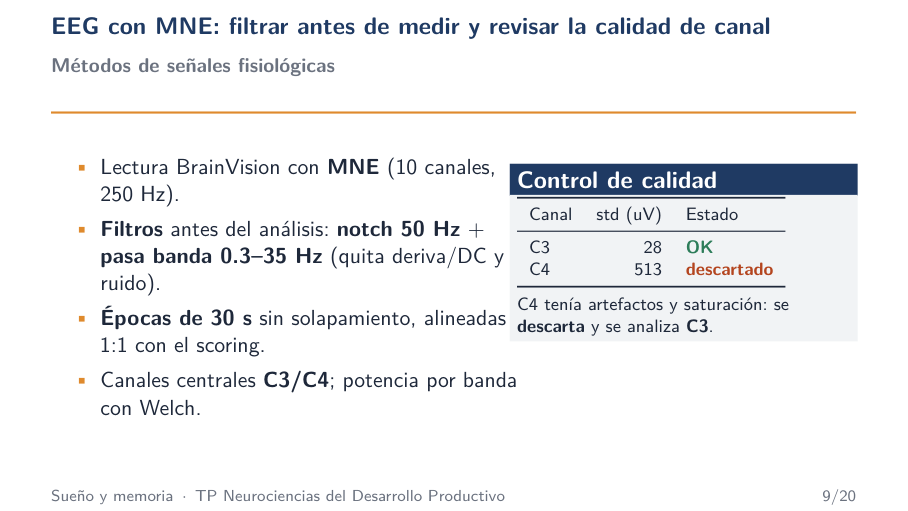 EEG con MNE: filtrar antes de medir y revisar la calidad de canal
Métodos de señales fisiológicas
▪ Lectura BrainVision con MNE (10 canales,
250 Hz).
▪ Filtros antes del análisis: notch 50 Hz +
pasa banda 0.3–35 Hz (quita deriva/DC y
ruido).
▪ Épocas de 30 s sin solapamiento, alineadas
1:1 con el scoring.
▪ Canales centrales C3/C4; potencia por banda
con Welch.
Control de calidad
Canal std (uV) Estado
C3 28 OK
C4 513 descartado
C4 tenía artefactos y saturación: se
descarta y se analiza C3.
Sueño y memoria · TP Neurociencias del Desarrollo Productivo
9/20